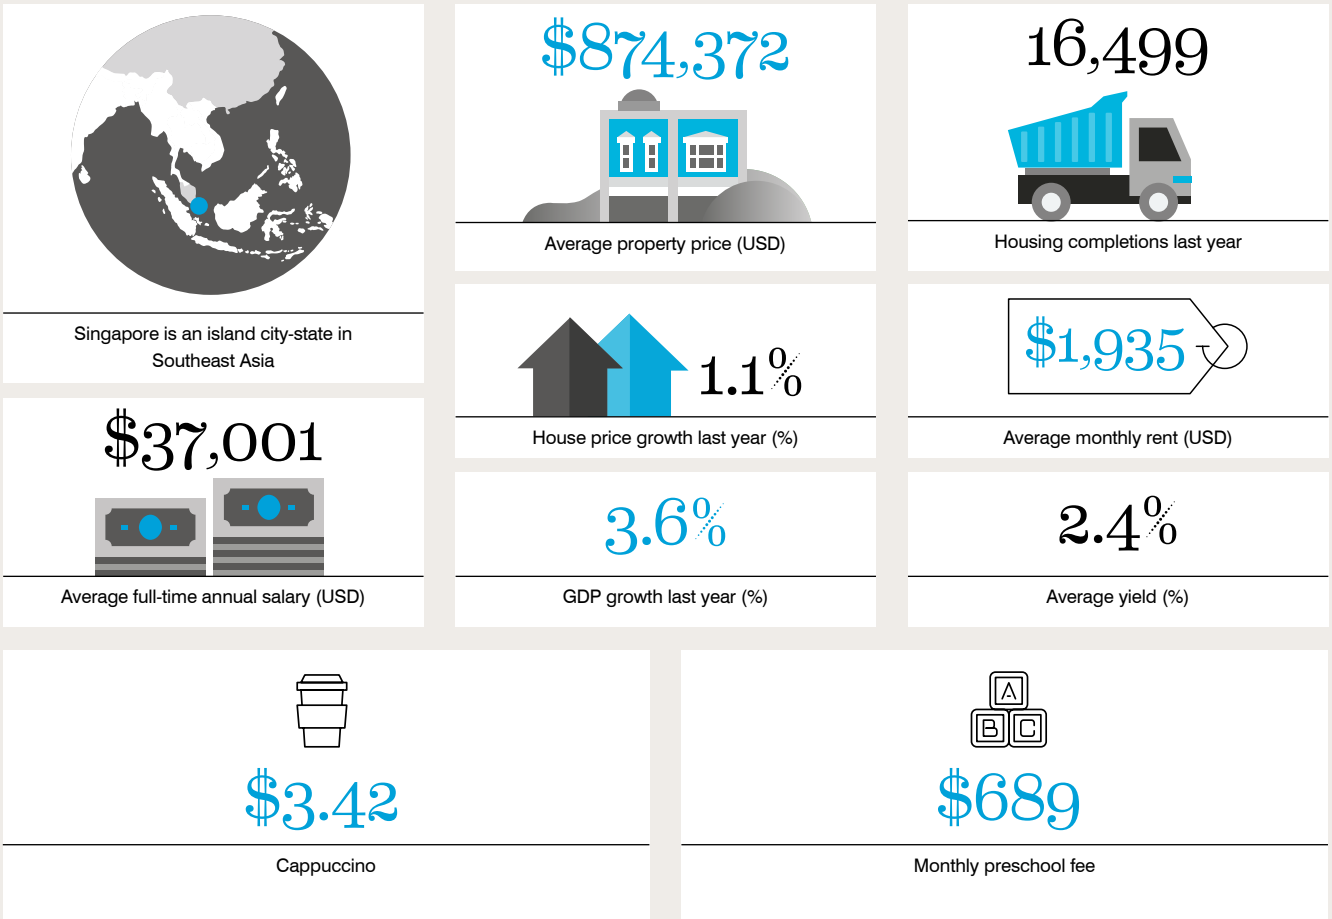 Singapore is an island city-state in
Southeast Asia
$37,001
Average full-time annual salary (USD)
$874,372
Average property price (USD)
1.1%
House price growth last year (%)
3.6%
GDP growth last year (%)
16,499
Housing completions last year
$1,935
Average monthly rent (USD)
2.4%
Average yield (%)
$3.42
Cappuccino
A
B C
$689
Monthly preschool fee